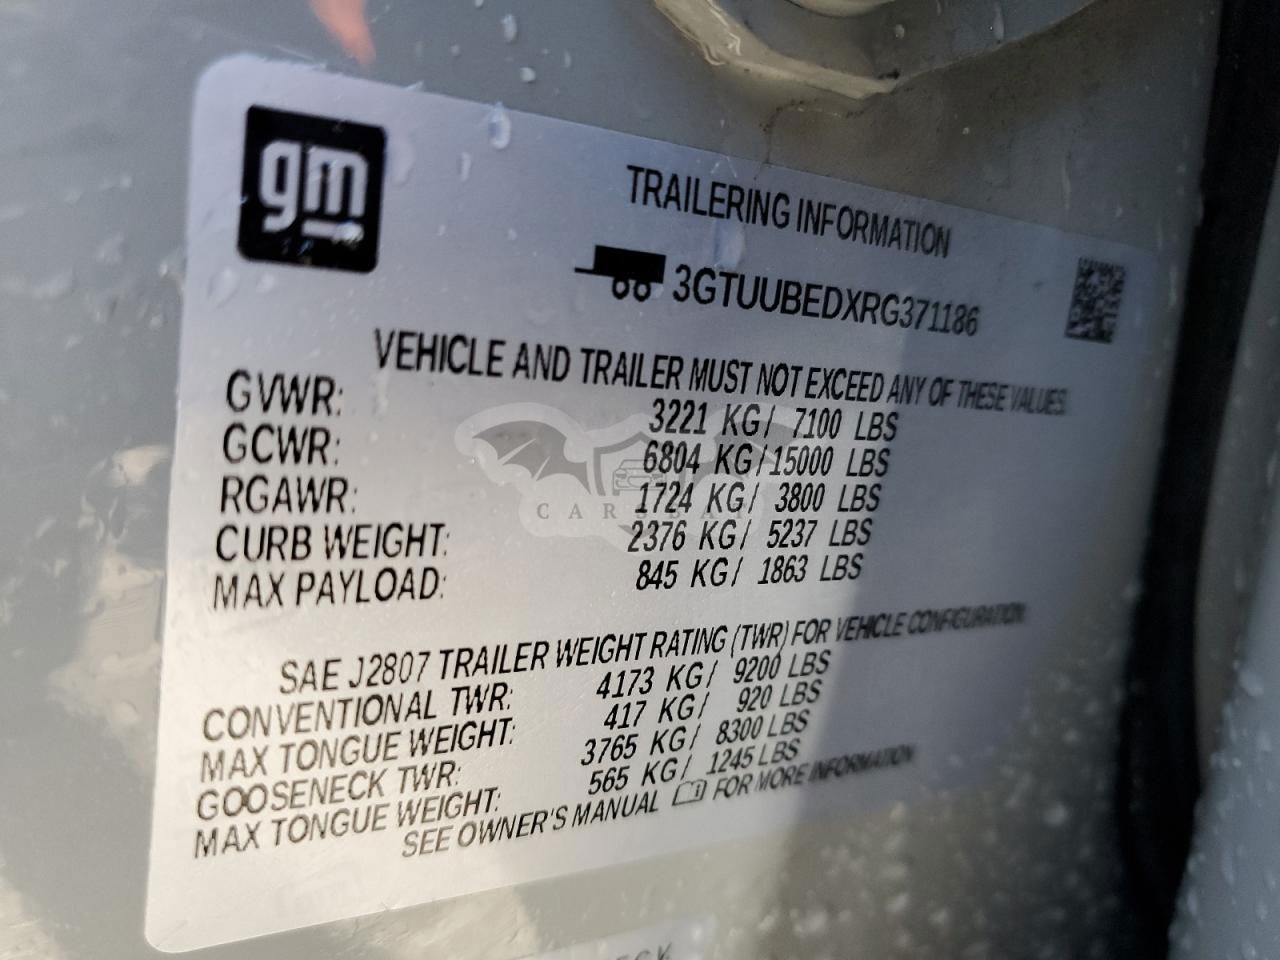 gm
TRAILERING INFORMATION
3GTUUBEDXRG371186
VEHICLE AND TRAILER MUST NOT EXCEED ANY OF THESE VALUES.
GVWR: 3221 KG/ 7100 LBS
GCWR: 6804 KG/15000 LBS
RGAWR: 1724 KG/ 3800 LBS
CURB WEIGHT: 2376 KG/ 5237 LBS
MAX PAYLOAD: 845 KG/ 1863 LBS
SAE J2807 TRAILER WEIGHT RATING (TWR) FOR VEHICLE CONFIGURATION
CONVENTIONAL TWR: 4173 KG/ 9200 LBS
MAX TONGUE WEIGHT: 417 KG/ 920 LBS
GOOSENECK TWR: 3765 KG/ 8300 LBS
MAX TONGUE WEIGHT: 565 KG/ 1245 LBS
SEE OWNER'S MANUAL FOR MORE INFORMATION